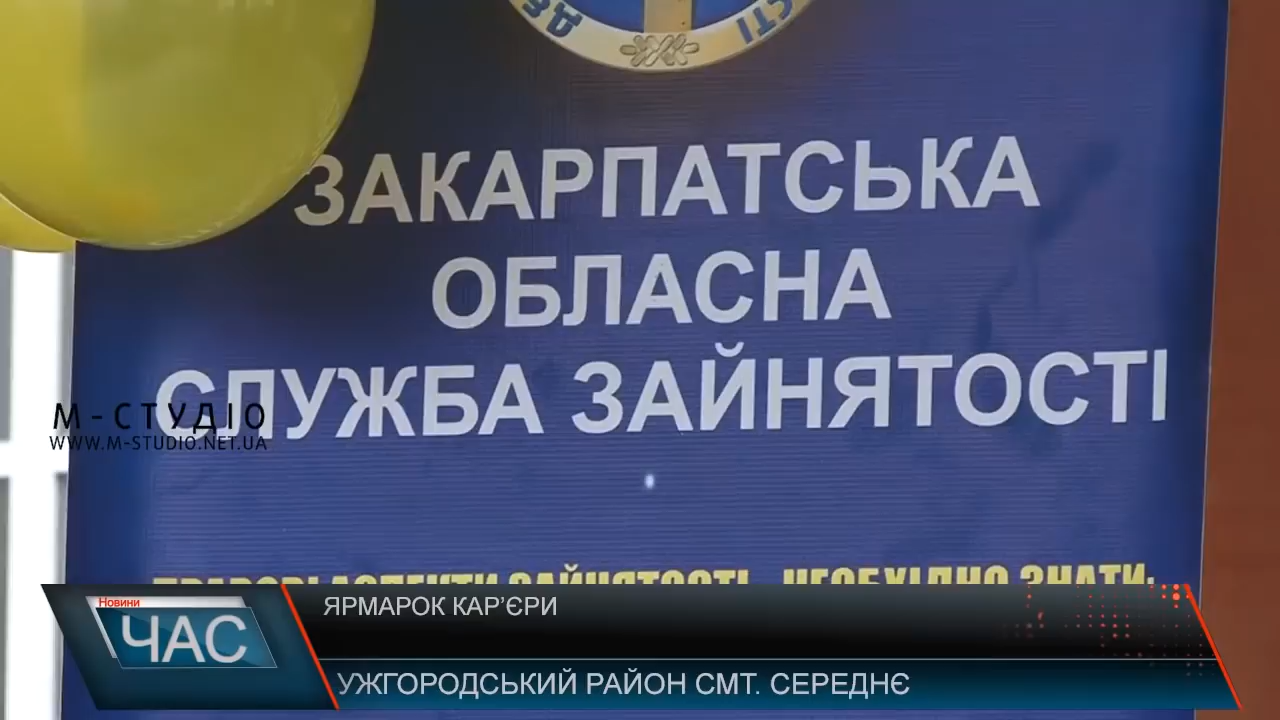 ЗАКАРПАТСЬКА
ОБЛАСНА
СЛУЖБА ЗАЙНЯТОСТІ
М-СТУДІО
WWW.M-STUDIO.NET.UA
Новини
ЧАС
ЯРМАРОК КАР’ЄРИ
УЖГОРОДСЬКИЙ РАЙОН СМТ. СЕРЕДНЄ